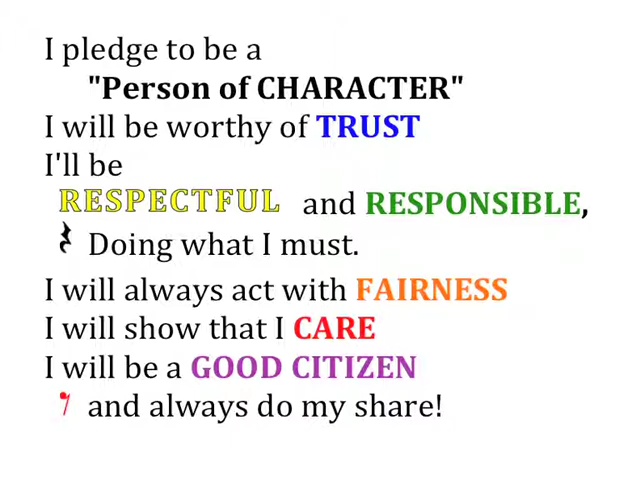 I pledge to be a
"Person of CHARACTER"
I will be worthy of TRUST
I'll be
RESPECTFUL and RESPONSIBLE,
Doing what I must.
I will always act with FAIRNESS
I will show that I CARE
I will be a GOOD CITIZEN
and always do my share!